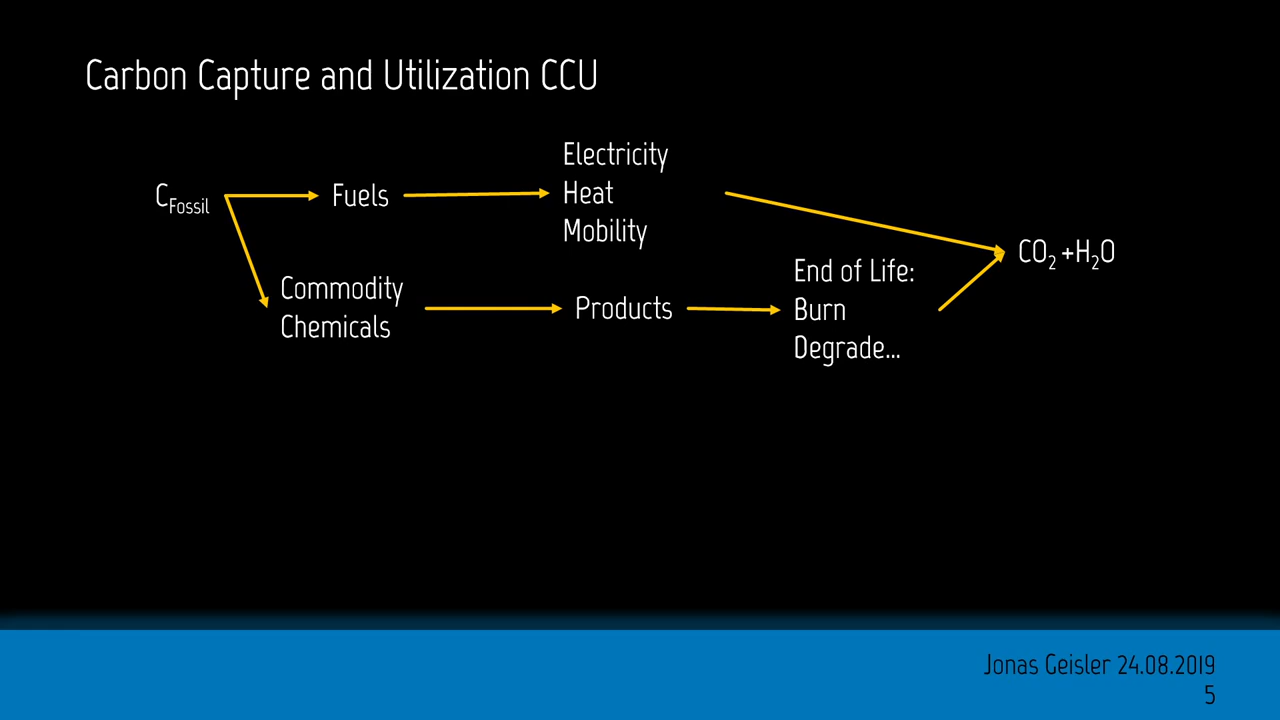 Carbon Capture and Utilization CCU
C_Fossil
Fuels
Electricity
Heat
Mobility
CO₂ +H₂O
Commodity
Chemicals
Products
End of Life:
Burn
Degrade...
Jonas Geisler 24.08.2019
5